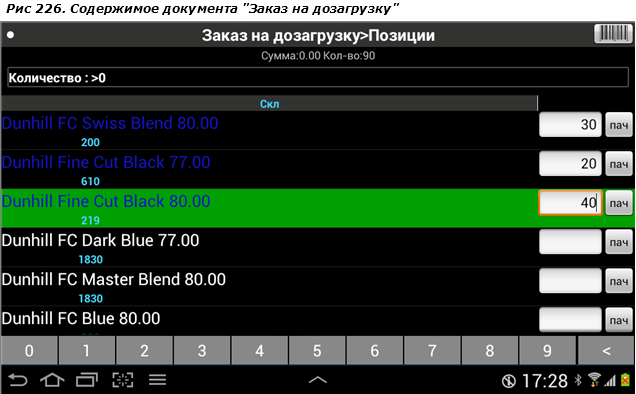 Рис 226. Содержимое документа "Заказ на дозагрузку"
Заказ на дозагрузку>Позиции
Сумма:0.00 Кол-во:90
Количество : >0
Скл
Dunhill FC Swiss Blend 80.00 30 пач
200
Dunhill Fine Cut Black 77.00 20 пач
610
Dunhill Fine Cut Black 80.00 40 пач
219
Dunhill FC Dark Blue 77.00 пач
1830
Dunhill FC Master Blend 80.00 пач
1830
Dunhill FC Blue 80.00 пач
0 1 2 3 4 5 6 7 8 9 <
17:28